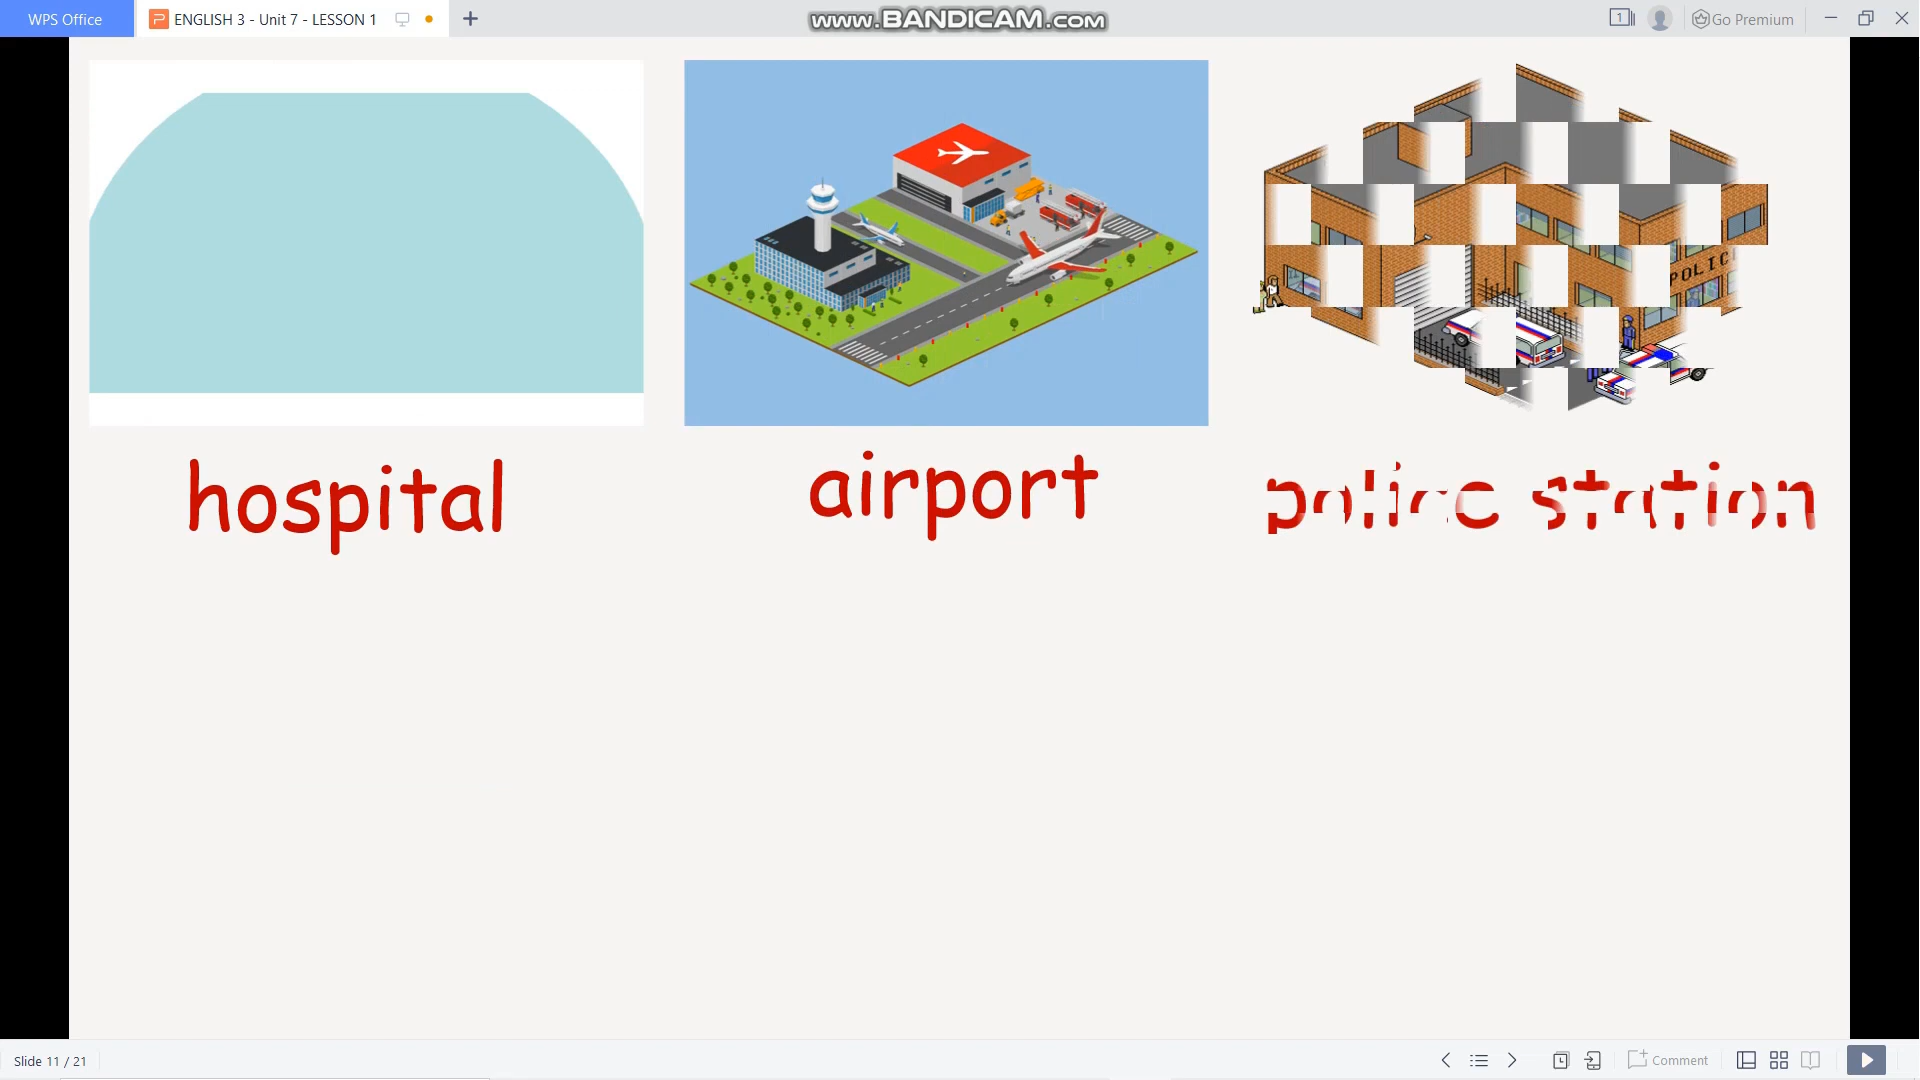 WPS Office
ENGLISH 3 - Unit 7 - LESSON 1
www.BANDICAM.com
1
Go Premium
POLIC
hospital
airport
police station
Slide 11 / 21
Comment